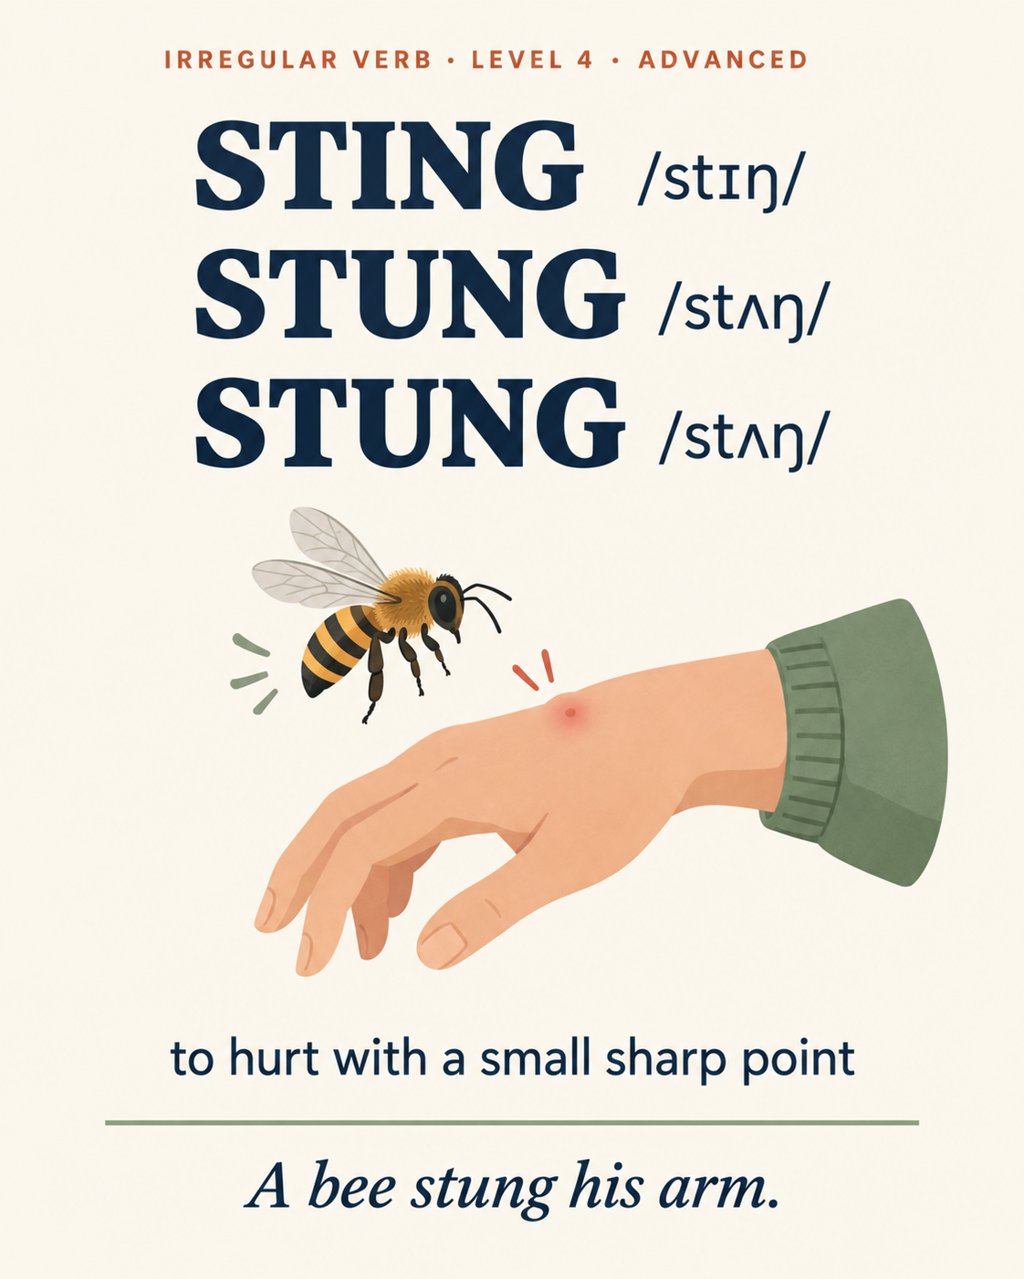 IRREGULAR VERB · LEVEL 4 · ADVANCED
STING /stɪŋ/
STUNG /stʌŋ/
STUNG /stʌŋ/
to hurt with a small sharp point
A bee stung his arm.